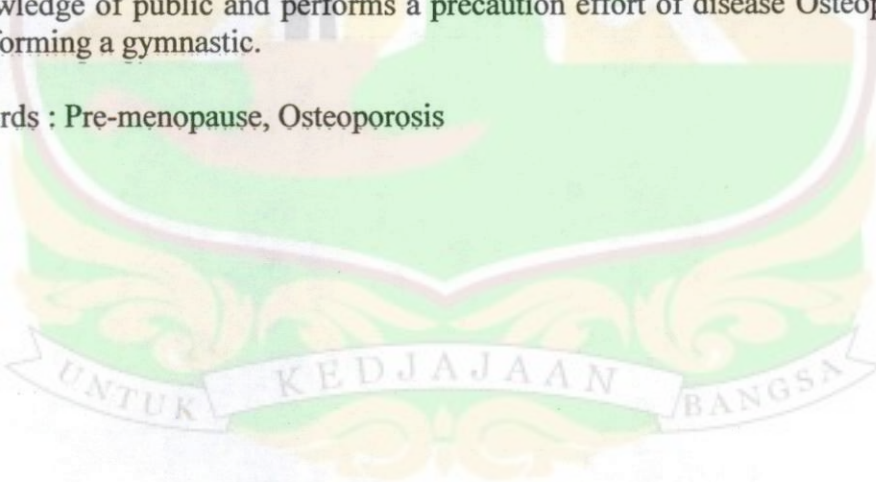 wledge of public and performs a precaution effort of disease Osteop
forming a gymnastic.
rds : Pre-menopause, Osteoporosis
UNTUK KEDJAJAAN BANGSA